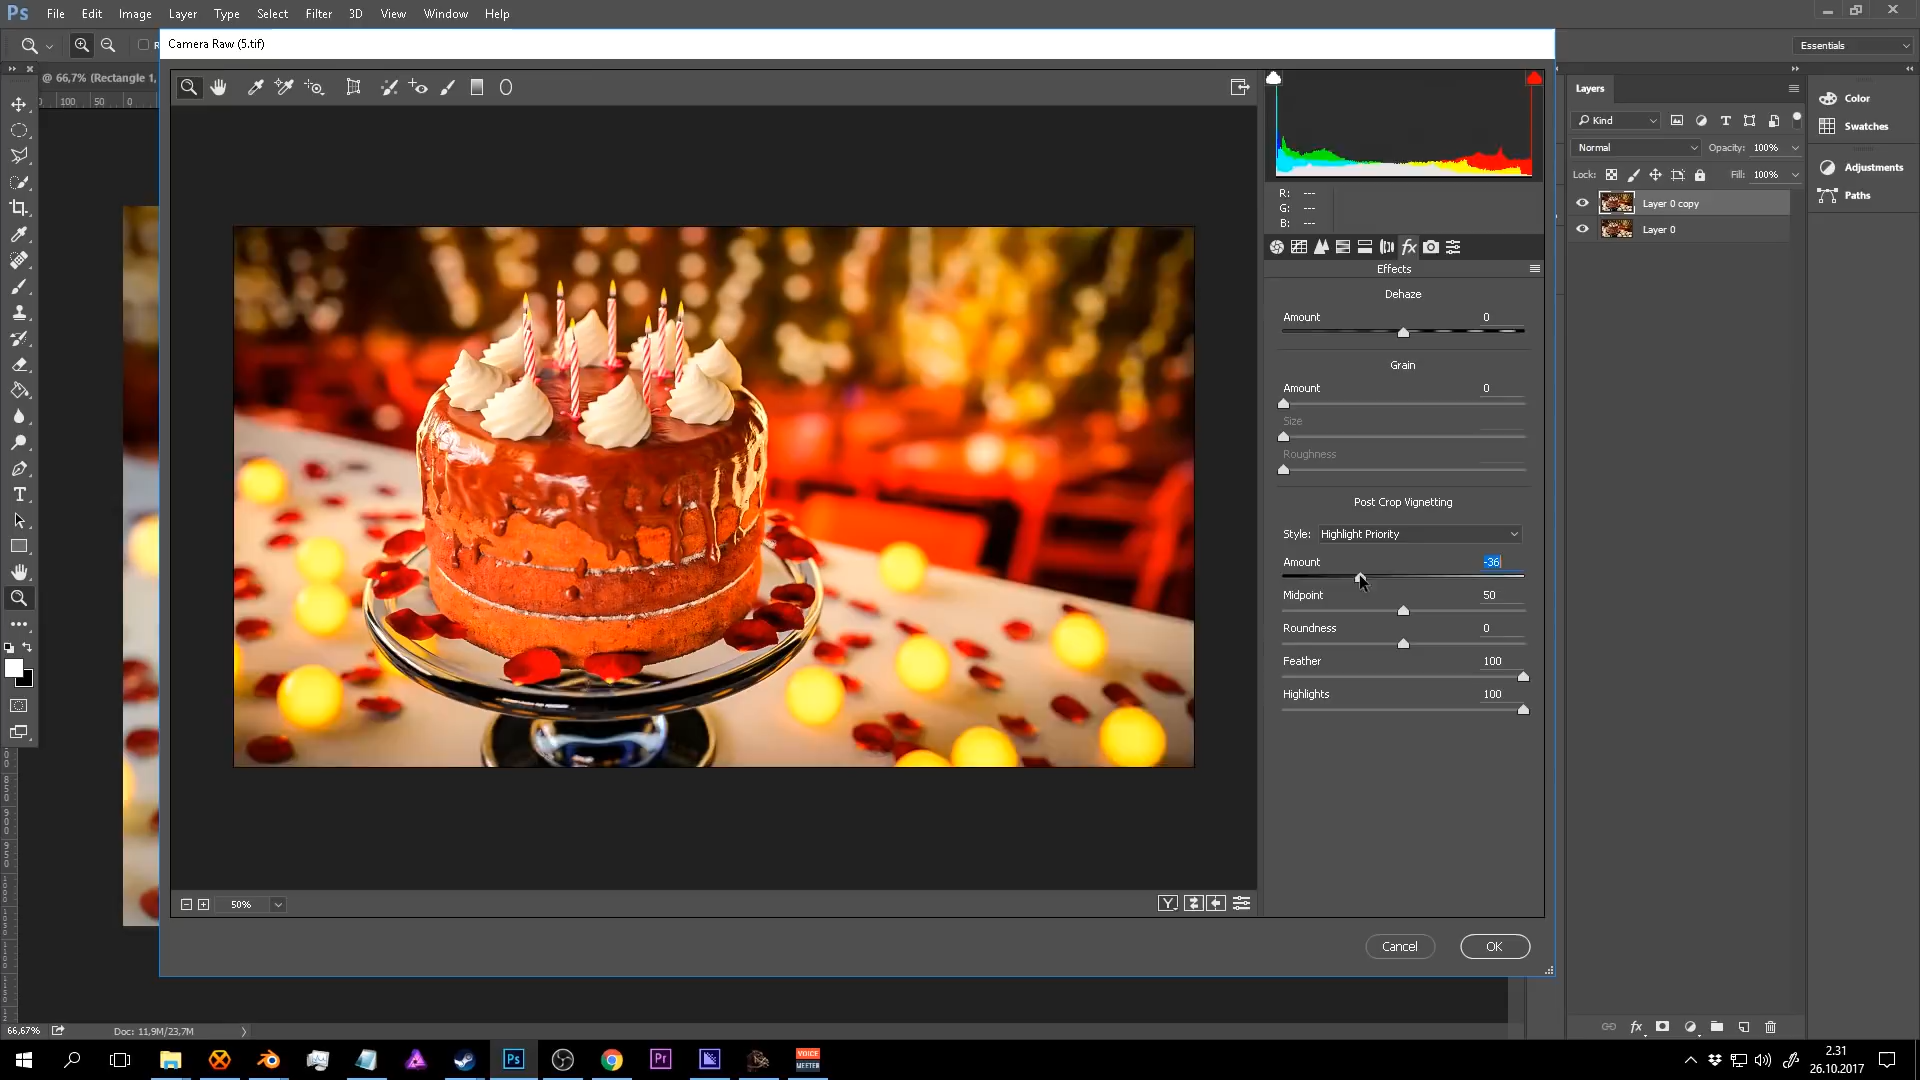 Ps File Edit Image Layer Type Select Filter 3D View Window Help
Essentials
Camera Raw (5.tif)
@ 66,7% (Rectangle 1,
100 50 0
Layers
Color
Kind
Swatches
Normal Opacity: 100%
Lock: Fill: 100%
Adjustments
Paths
Layer 0 copy
Layer 0
R: ---
G: ---
B: ---
Effects
Dehaze
Amount 0
Grain
Amount 0
Size
Roughness
Post Crop Vignetting
Style: Highlight Priority
Amount -36
Midpoint 50
Roundness 0
Feather 100
Highlights 100
50%
Cancel OK
66,67% Doc: 11,9M/23,7M
Ps Pr VOICE
MEETER
2.31
26.10.2017